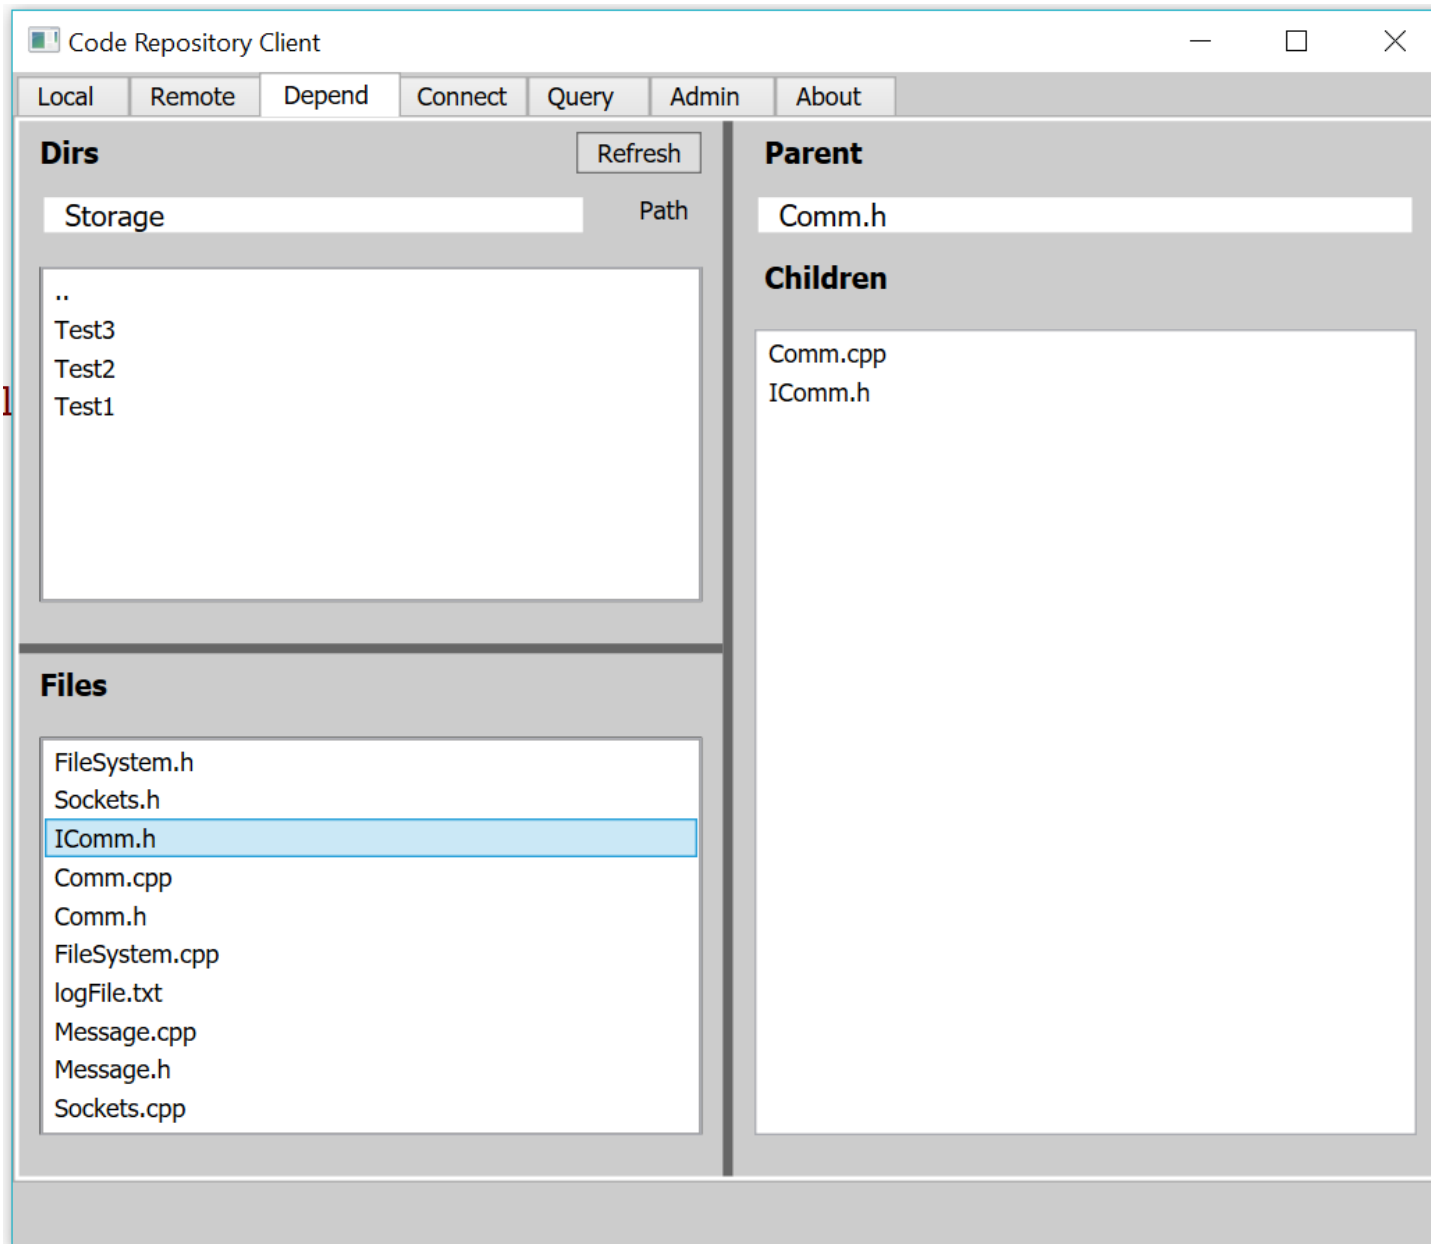 Code Repository Client
Local Remote Depend Connect Query Admin About
Dirs Refresh
Storage Path
..
Test3
Test2
Test1
Files
FileSystem.h
Sockets.h
IComm.h
Comm.cpp
Comm.h
FileSystem.cpp
logFile.txt
Message.cpp
Message.h
Sockets.cpp
Parent
Comm.h
Children
Comm.cpp
IComm.h